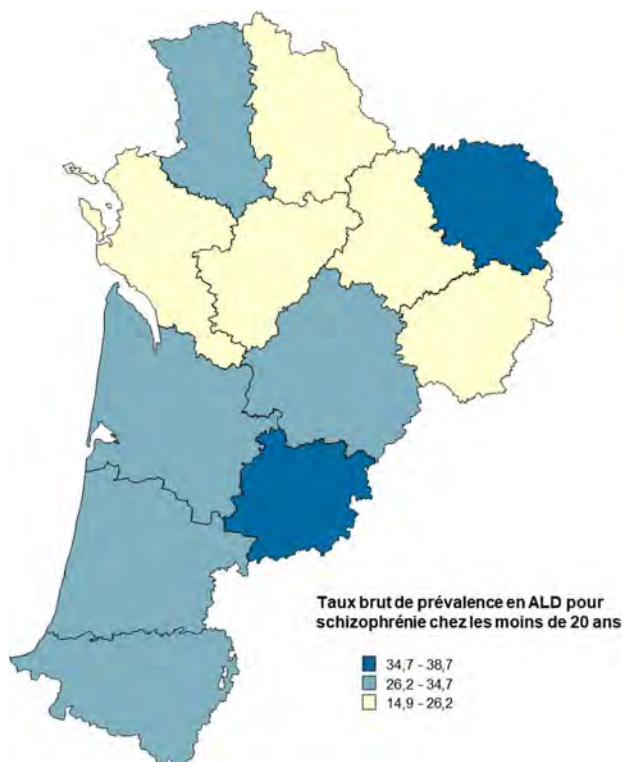 Taux brut de prévalence en ALD pour
schizophrénie chez les moins de 20 ans
34,7 - 38,7
26,2 - 34,7
14,9 - 26,2